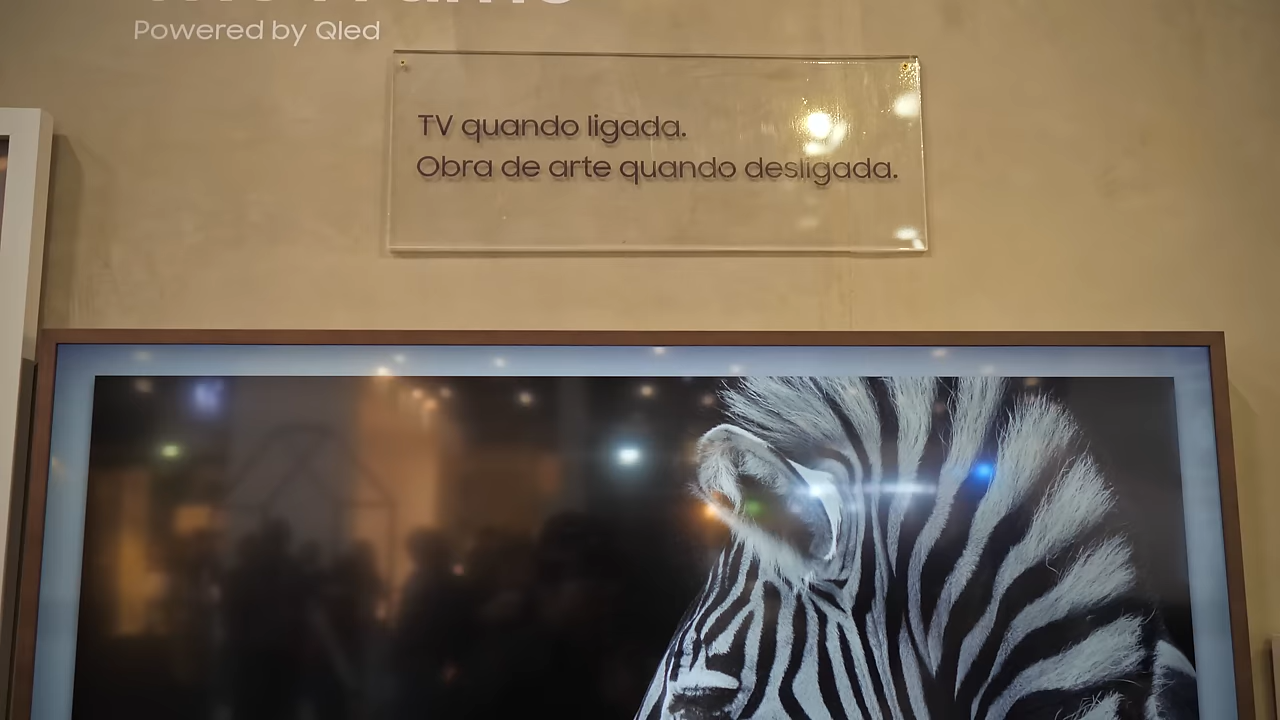 Powered by Qled
TV quando ligada.
Obra de arte quando desligada.